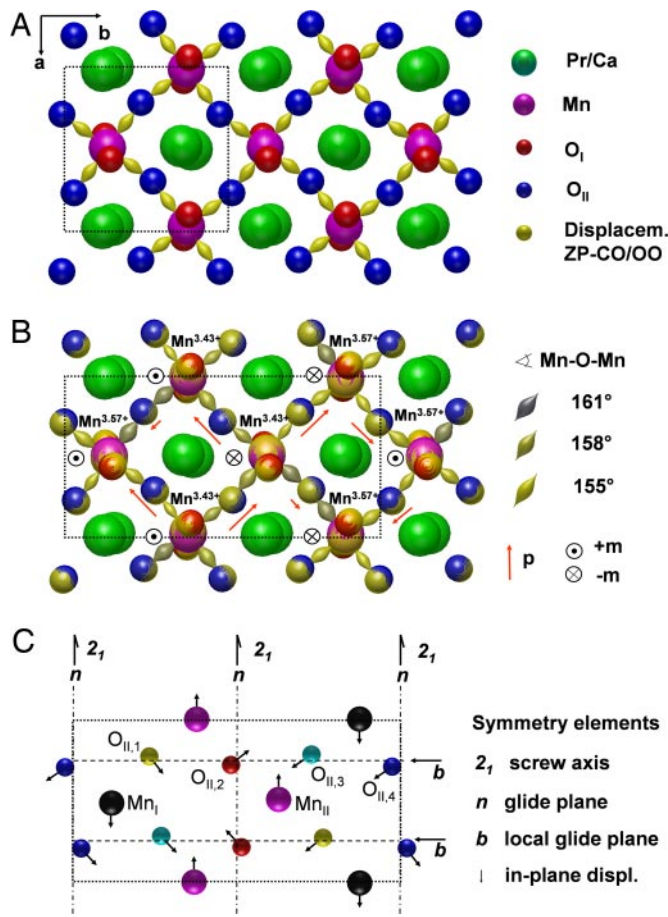 A
b
a
Pr/Ca
Mn
O_I
O_II
Displacem.
ZP-CO/OO
B
Mn^3.43+
Mn^3.57+
∢ Mn-O-Mn
Mn^3.57+
Mn^3.43+
Mn^3.57+
161°
158°
Mn^3.43+
Mn^3.57+
155°
p
+m
-m
C
2_1
2_1
2_1
n
n
n
O_II,1
O_II,2
O_II,3
O_II,4
b
Mn_I
Mn_II
b
Symmetry elements
2_1 screw axis
n glide plane
b local glide plane
↓ in-plane displ.